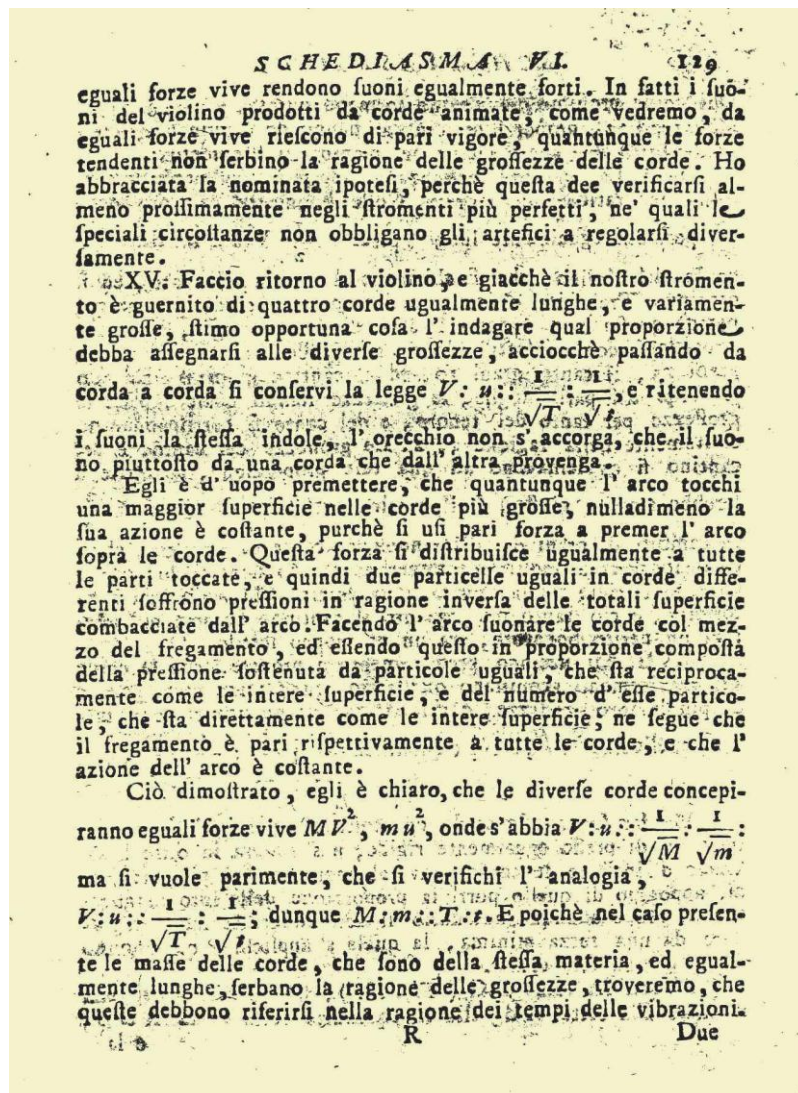 SCHEDIASMA VI. 129
eguali forze vive rendono ſuoni egualmente forti. In fatti i ſuo-
ni del violino prodotti da corde animate, come vedremo, da
eguali forze vive rieſcono di pari vigore, quantunque le forze
tendenti non ſerbino la ragione delle groſſezze delle corde. Ho
abbracciata la nominata ipoteſi, perchè queſta dee verificarſi al-
meno proſſimamente negli ſtromenti più perfetti, ne' quali le
ſpeciali circoſtanze non obbligano gli artefici a regolarſi diver-
ſamente.
XV. Faccio ritorno al violino, e giacchè il noſtro ſtromen-
to è guernito di quattro corde ugualmente lunghe, e variamen-
te groſſe, ſtimo opportuna coſa l' indagare qual proporzione
debba aſſegnarſi alle diverſe groſſezze, acciocchè paſſando da
corda a corda ſi conſervi la legge V: u:: 1/√T : 1/√t, e ritenendo
i ſuoni la ſteſſa indole, l' orecchio non s' accorga, che il ſuo-
no piuttoſto da una corda che dall' altra provenga.
Egli è d' uopo premettere, che quantunque l' arco tocchi
una maggior ſuperficie nelle corde più groſſe, nulladimeno la
ſua azione è coſtante, purchè ſi uſi pari forza a premer l' arco
ſopra le corde. Queſta forza ſi diſtribuiſce ugualmente a tutte
le parti toccate, e quindi due particelle uguali in corde diffe-
renti ſoffrono preſſioni in ragione inverſa delle totali ſuperficie
combacciate dall' arco. Facendo l' arco ſuonare le corde col mez-
zo del fregamento, ed eſſendo queſto in proporzione compoſta
della preſſione ſoſtenuta da particole uguali, che ſta reciproca-
mente come le intere ſuperficie, e del numero d' eſſe partico-
le, che ſta direttamente come le intere ſuperficie; ne ſegue che
il fregamento è pari riſpettivamente a tutte le corde, e che l'
azione dell' arco è coſtante.
Ciò dimoſtrato, egli è chiaro, che le diverſe corde concepi-
ranno eguali forze vive MV², mu², onde s' abbia V: u:: 1/√M : 1/√m :
ma ſi vuole parimente, che ſi verifichi l' analogia,
V: u:: 1/√T : 1/√t; dunque M: m:: T: t. E poichè nel caſo preſen-
te le maſſe delle corde, che ſono della ſteſſa materia, ed egual-
mente lunghe, ſerbano la ragione delle groſſezze, troveremo, che
queſte debbono riferirſi nella ragione dei tempi delle vibrazioni.
R Due